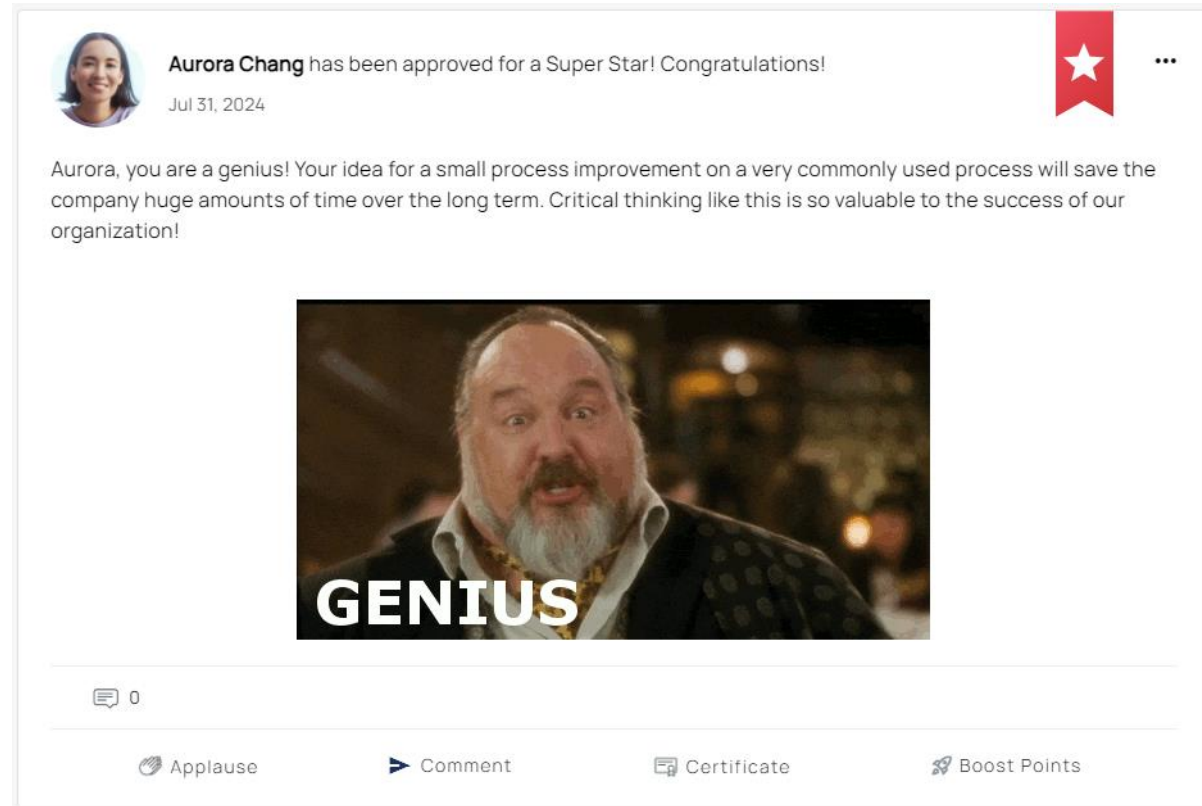 Aurora Chang has been approved for a Super Star! Congratulations!
Jul 31, 2024
Aurora, you are a genius! Your idea for a small process improvement on a very commonly used process will save the
company huge amounts of time over the long term. Critical thinking like this is so valuable to the success of our
organization!
GENIUS
0
Applause Comment Certificate Boost Points